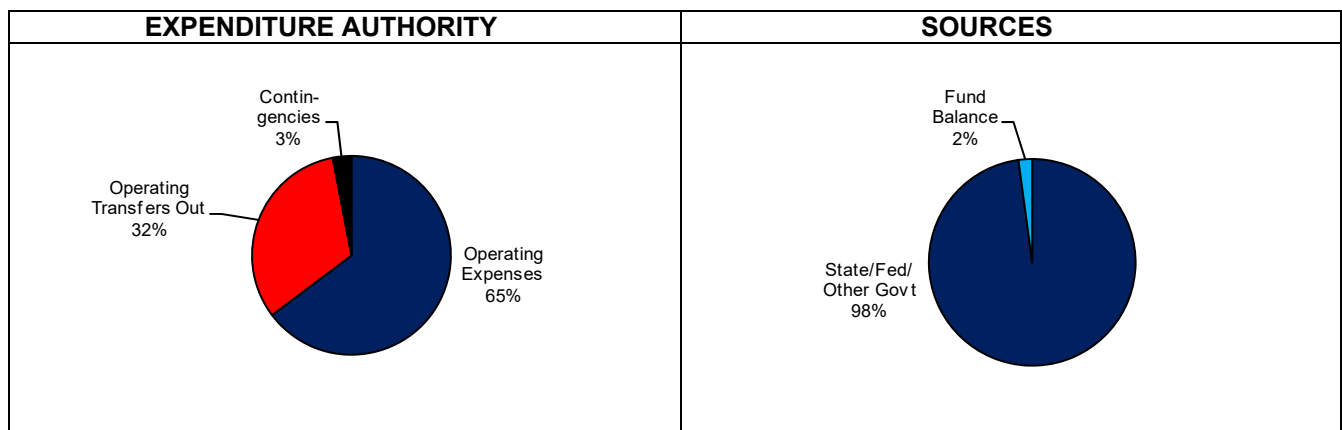 EXPENDITURE AUTHORITY
SOURCES
Contin-
gencies
3%
Operating
Transfers Out
32%
Operating
Expenses
65%
Fund
Balance
2%
State/Fed/
Other Govt
98%